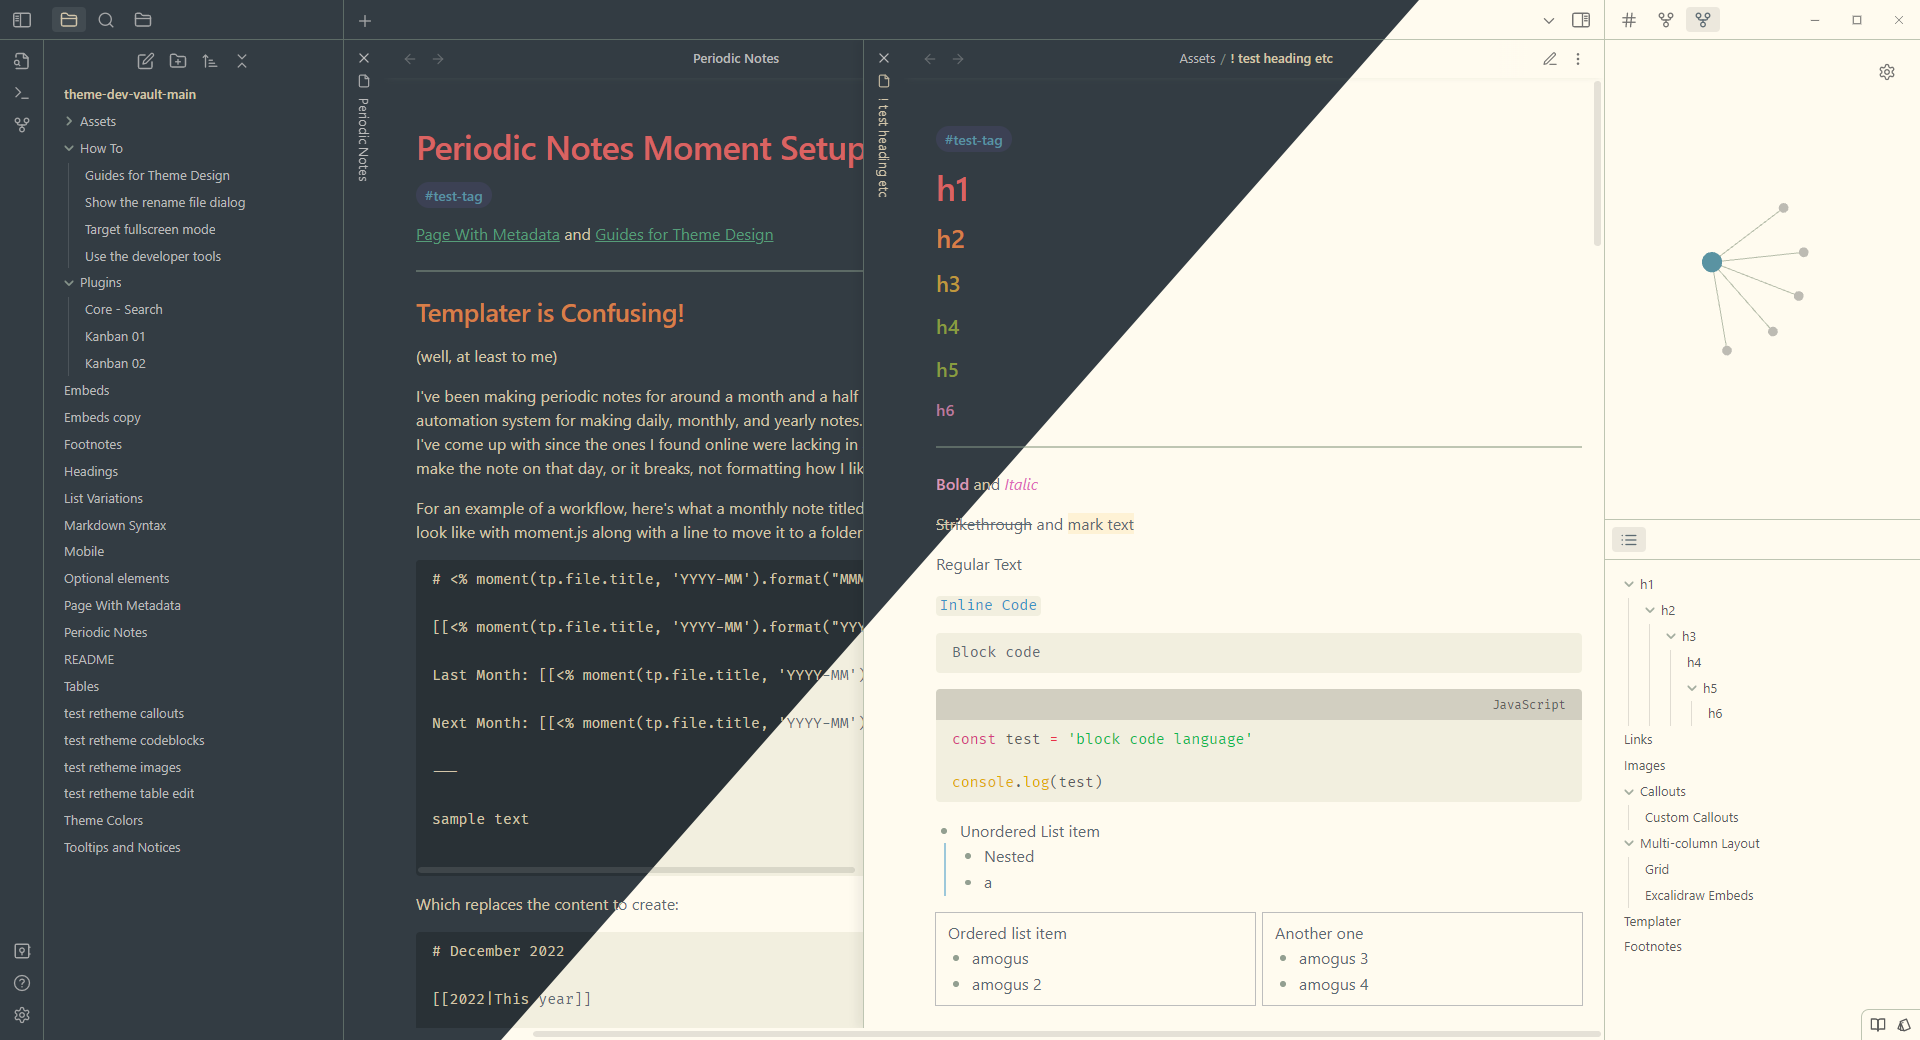 theme-dev-vault-main
Assets
How To
Guides for Theme Design
Show the rename file dialog
Target fullscreen mode
Use the developer tools
Plugins
Core - Search
Kanban 01
Kanban 02
Embeds
Embeds copy
Footnotes
Headings
List Variations
Markdown Syntax
Mobile
Optional elements
Page With Metadata
Periodic Notes
README
Tables
test retheme callouts
test retheme codeblocks
test retheme images
test retheme table edit
Theme Colors
Tooltips and Notices
Periodic Notes
Periodic Notes
Periodic Notes Moment Setup
#test-tag
Page With Metadata and Guides for Theme Design
Templater is Confusing!
(well, at least to me)
I've been making periodic notes for around a month and a half
automation system for making daily, monthly, and yearly notes.
I've come up with since the ones I found online were lacking in
make the note on that day, or it breaks, not formatting how I lik
For an example of a workflow, here's what a monthly note titled
look like with moment.js along with a line to move it to a folder
# <% moment(tp.file.title, 'YYYY-MM').format("MMM
[[<% moment(tp.file.title, 'YYYY-MM').format("YYY
Last Month: [[<% moment(tp.file.title, 'YYYY-MM')
Next Month: [[<% moment(tp.file.title, 'YYYY-MM')
___
sample text
Which replaces the content to create:
# December 2022
[[2022|This year]]
! test heading etc
Assets / ! test heading etc
#test-tag
h1
h2
h3
h4
h5
h6
Bold and Italic
Strikethrough and mark text
Regular Text
Inline Code
Block code
JavaScript
const test = 'block code language'
console.log(test)
Unordered List item
Nested
a
Ordered list item
amogus
amogus 2
Another one
amogus 3
amogus 4
h1
h2
h3
h4
h5
h6
Links
Images
Callouts
Custom Callouts
Multi-column Layout
Grid
Excalidraw Embeds
Templater
Footnotes